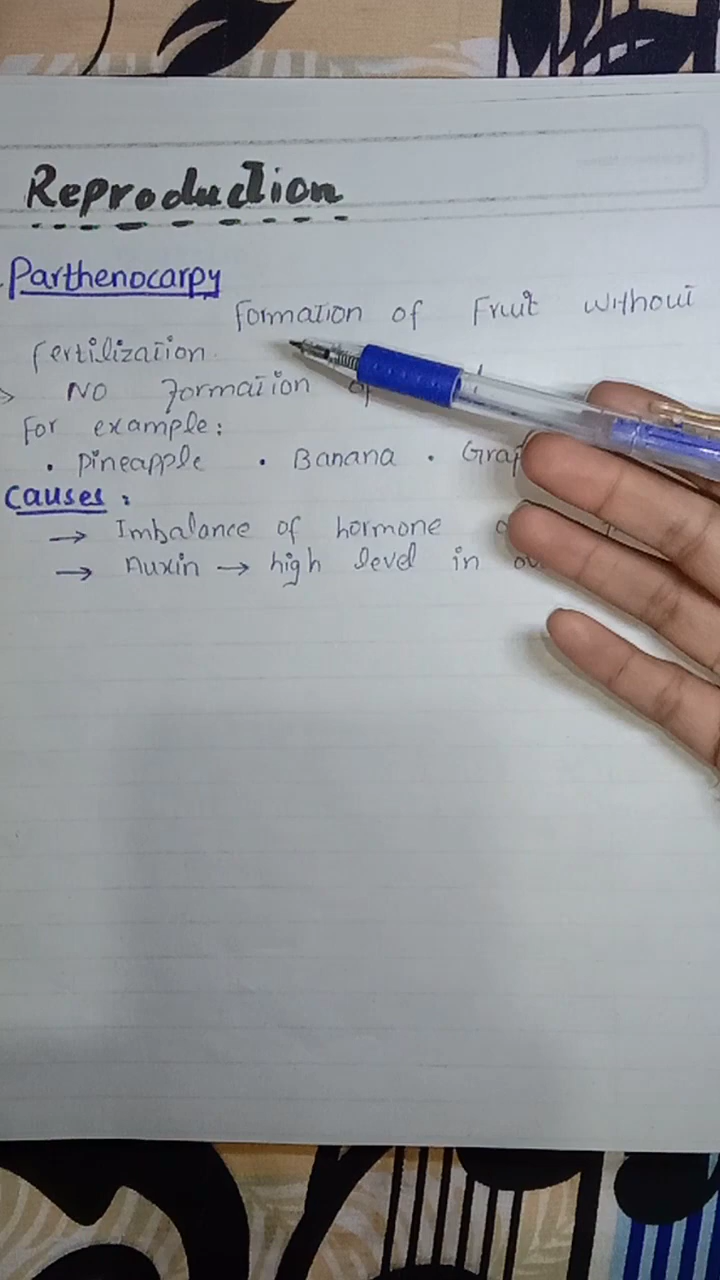 Reproduction
Parthenocarpy
Formation of Fruit without
fertilization.
> NO Formation of
For example:
. Pineapple . Banana .
Causes :
→ Imbalance of hormone
→ Auxin → high level in